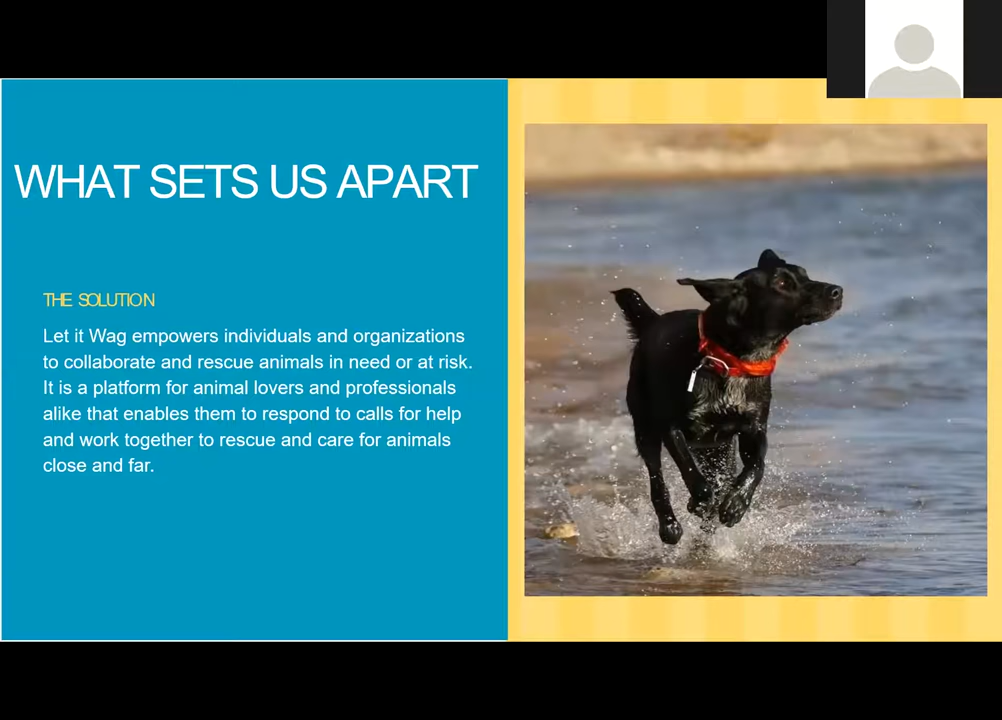 WHAT SETS US APART
THE SOLUTION
Let it Wag empowers individuals and organizations
to collaborate and rescue animals in need or at risk.
It is a platform for animal lovers and professionals
alike that enables them to respond to calls for help
and work together to rescue and care for animals
close and far.